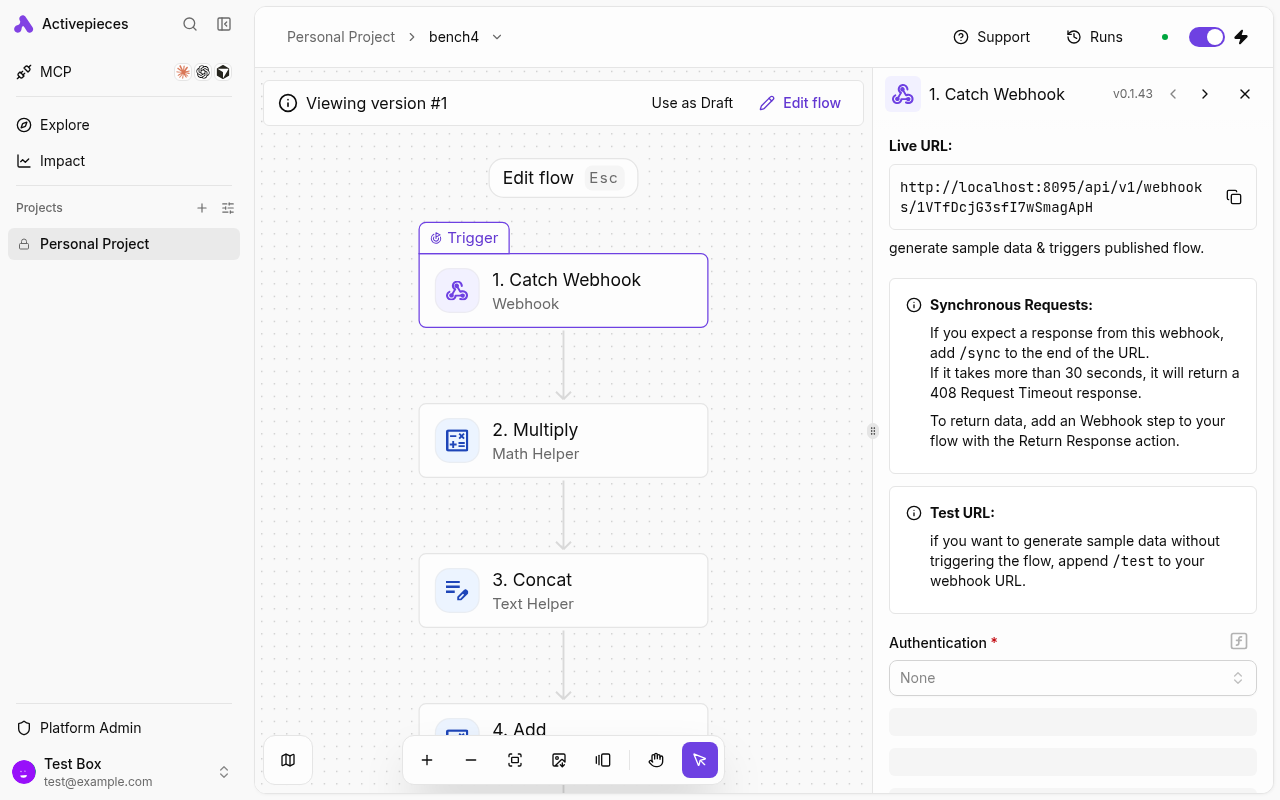 Activepieces
MCP
Explore
Impact
Projects
Personal Project
Platform Admin
Test Box
test@example.com
Personal Project
bench4
Support
Runs
Viewing version #1
Use as Draft
Edit flow
Edit flow Esc
Trigger
1. Catch Webhook
Webhook
2. Multiply
Math Helper
3. Concat
Text Helper
4. Add
1. Catch Webhook
v0.1.43
Live URL:
http://localhost:8095/api/v1/webhook
s/1VTfDcjG3sfI7wSmagApH
generate sample data & triggers published flow.
Synchronous Requests:
If you expect a response from this webhook,
add /sync to the end of the URL.
If it takes more than 30 seconds, it will return a
408 Request Timeout response.
To return data, add an Webhook step to your
flow with the Return Response action.
Test URL:
if you want to generate sample data without
triggering the flow, append /test to your
webhook URL.
Authentication *
None